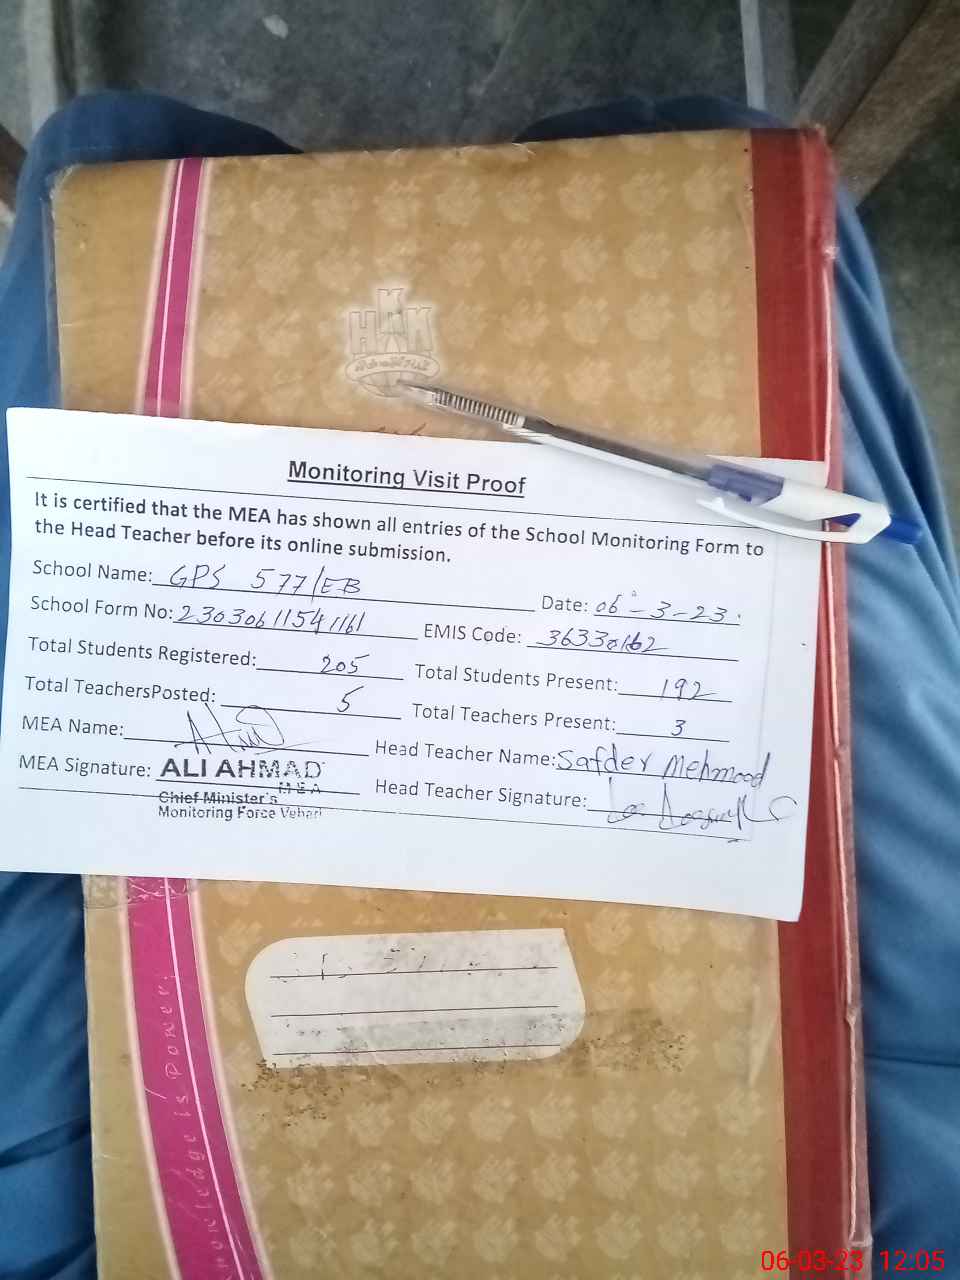 HKK
Monitoring Visit Proof
It is certified that the MEA has shown all entries of the School Monitoring Form to
the Head Teacher before its online submission.
School Name: GPS 577/EB Date: 06-3-23
School Form No: 23030611541161 EMIS Code: 36330162
Total Students Registered: 205 Total Students Present: 192
Total TeachersPosted: 5 Total Teachers Present: 3
MEA Name: Head Teacher Name: Safder Mehmood
MEA Signature: ALI AHMAD Head Teacher Signature:
MEA
Chief Minister's
Monitoring Force Vehari
Knowledge is Power
06-03-23 12:05